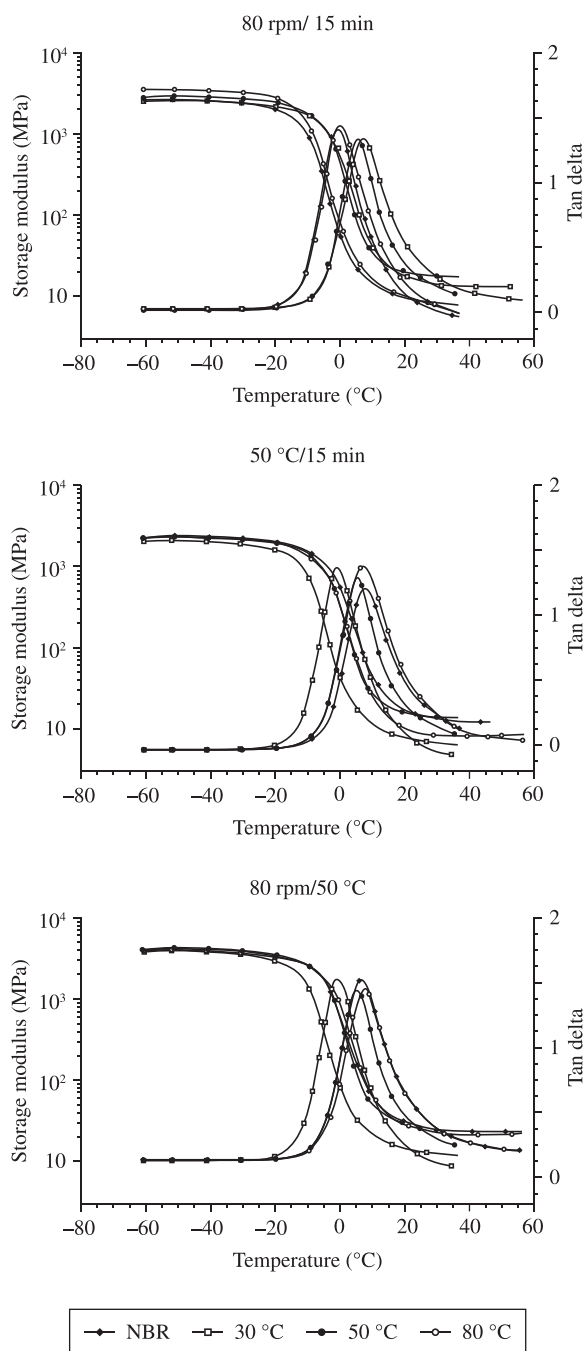 80 rpm/ 15 min
10⁴
10³
10²
10
Storage modulus (MPa)
2
1
0
Tan delta
–80 –60 –40 –20 0 20 40 60
Temperature (°C)
50 °C/15 min
10⁴
10³
10²
10
Storage modulus (MPa)
2
1
0
Tan delta
–80 –60 –40 –20 0 20 40 60
Temperature (°C)
80 rpm/50 °C
10⁴
10³
10²
10
Storage modulus (MPa)
2
1
0
Tan delta
–80 –60 –40 –20 0 20 40 60
Temperature (°C)
NBR 30 °C 50 °C 80 °C